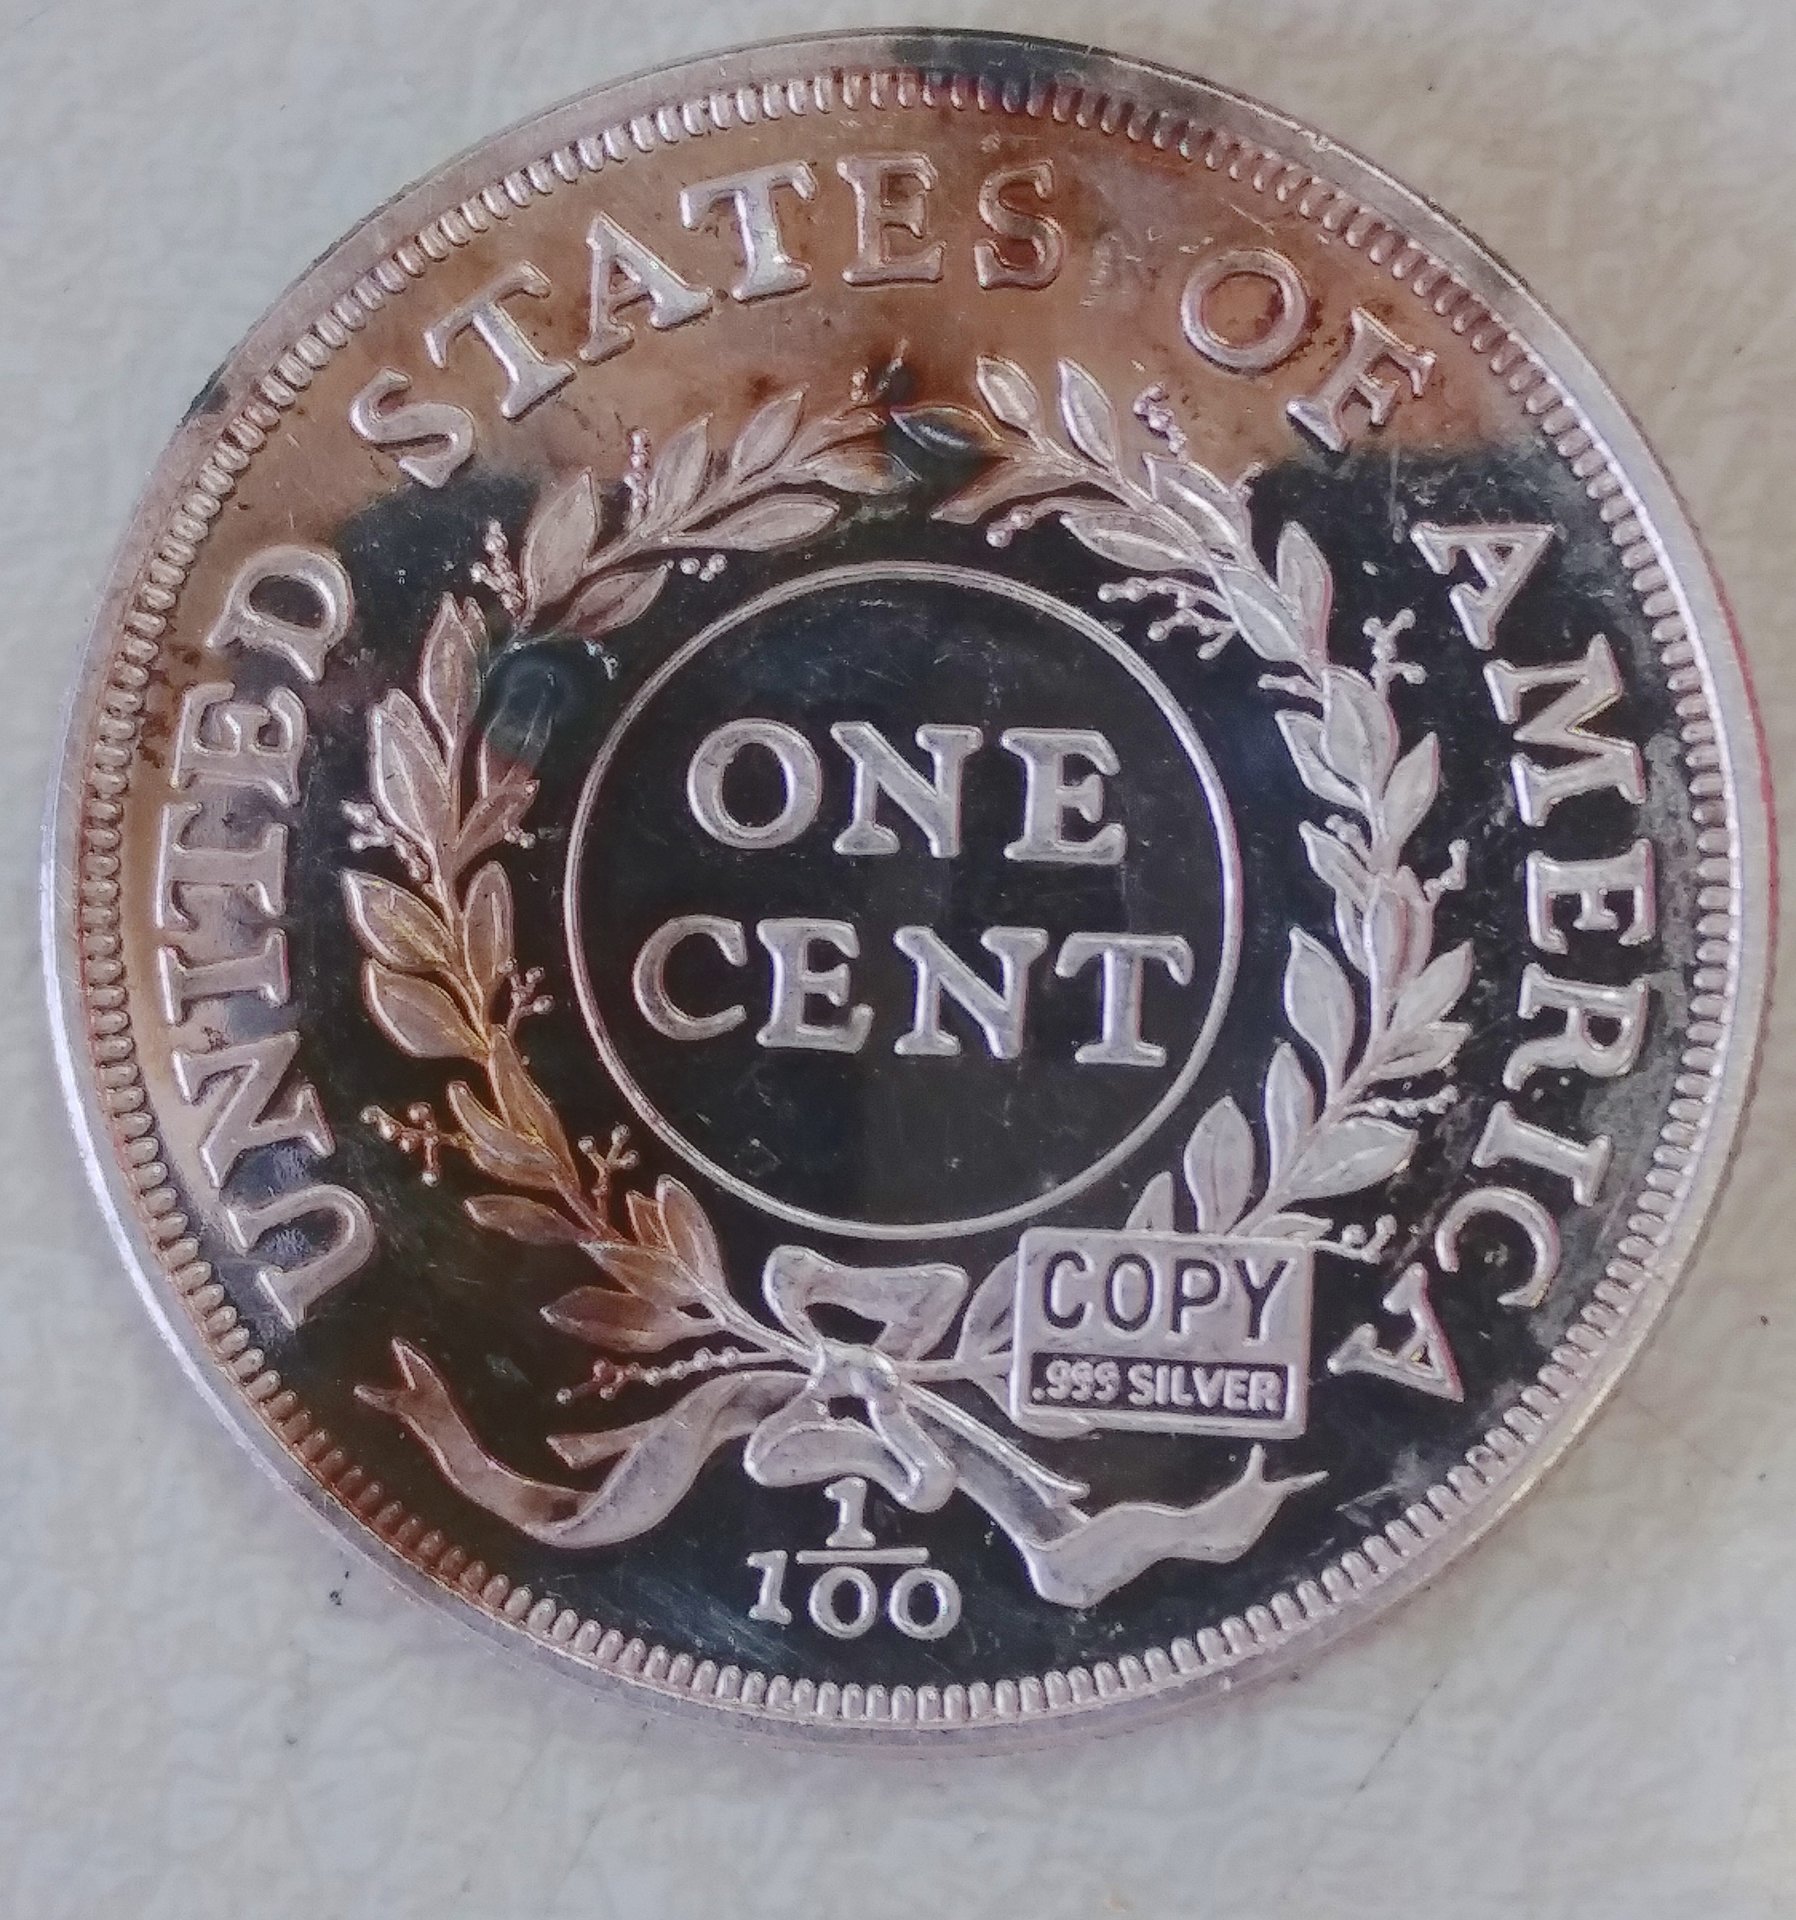 UNITED STATES OF AMERICA
ONE
CENT
COPY
.999 SILVER
1
100